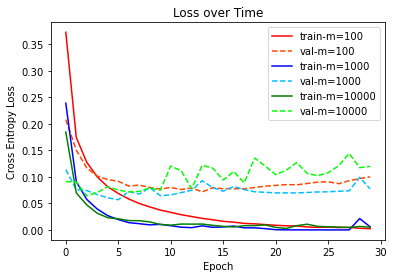 Loss over Time
train-m=100
val-m=100
train-m=1000
val-m=1000
train-m=10000
val-m=10000
Cross Entropy Loss
0.35
0.30
0.25
0.20
0.15
0.10
0.05
0.00
0 5 10 15 20 25 30
Epoch